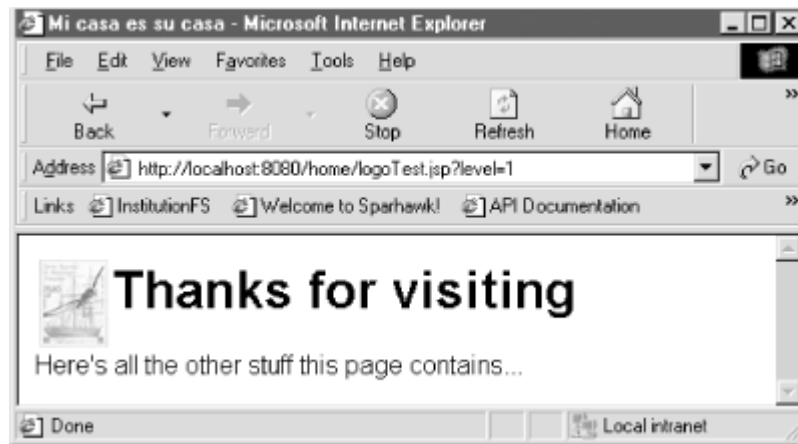 Mi casa es su casa - Microsoft Internet Explorer
File Edit View Favorites Tools Help
Back Forward Stop Refresh Home »
Address http://localhost:8080/home/logoTest.jsp?level=1 Go
Links InstitutionFS Welcome to Sparhawk! API Documentation »
Thanks for visiting
Here's all the other stuff this page contains...
Done Local intranet